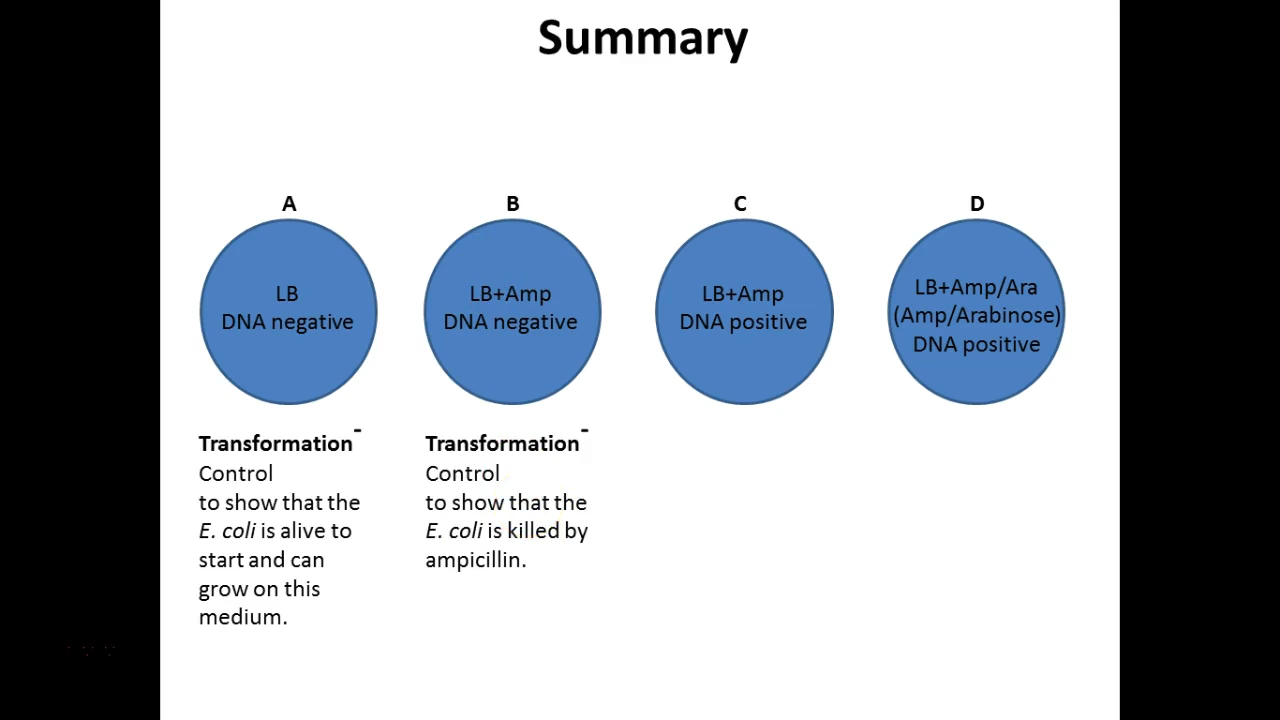 Summary
A
B
C
D
LB
DNA negative
LB+Amp
DNA negative
LB+Amp
DNA positive
LB+Amp/Ara
(Amp/Arabinose)
DNA positive
Transformation-
Control
to show that the
E. coli is alive to
start and can
grow on this
medium.
Transformation-
Control
to show that the
E. coli is killed by
ampicillin.